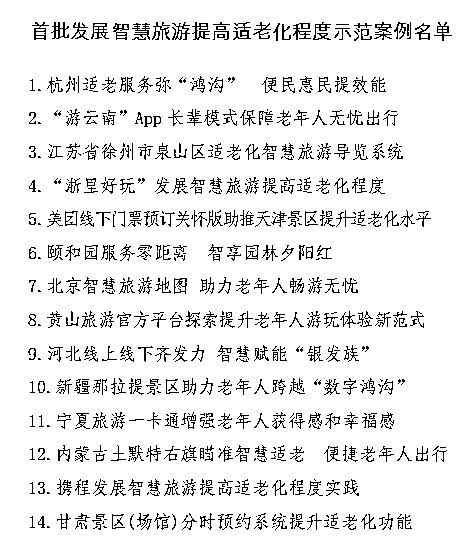 首批发展智慧旅游提高适老化程度示范案例名单
1. 杭州适老服务弥“鸿沟” 便民惠民提效能
2. “游云南”App 长辈模式保障老年人无忧出行
3. 江苏省徐州市泉山区适老化智慧旅游导览系统
4. “浙里好玩”发展智慧旅游提高适老化程度
5. 美团线下门票预订关怀版助推天津景区提升适老化水平
6. 颐和园服务零距离 智享园林夕阳红
7. 北京智慧旅游地图 助力老年人畅游无忧
8. 黄山旅游官方平台探索提升老年人游玩体验新范式
9. 河北线上线下齐发力 智慧赋能“银发族”
10. 新疆那拉提景区助力老年人跨越“数字鸿沟”
11. 宁夏旅游一卡通增强老年人获得感和幸福感
12. 内蒙古土默特右旗瞄准智慧适老 便捷老年人出行
13. 携程发展智慧旅游提高适老化程度实践
14. 甘肃景区(场馆)分时预约系统提升适老化功能